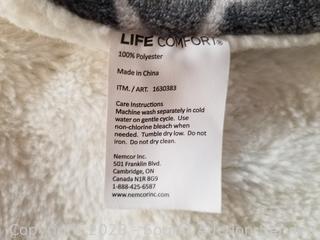 LIFE COMFORT®
100% Polyester
Made in China
ITM. / ART. 1630383
Care Instructions
Machine wash separately in cold
water on gentle cycle. Use
non-chlorine bleach when
needed. Tumble dry low. Do not
iron. Do not dry clean.
Nemcor Inc.
501 Franklin Blvd.
Cambridge, ON
Canada N1R 8G9
1-888-425-6587
www.nemcorinc.com
Copyright 2023